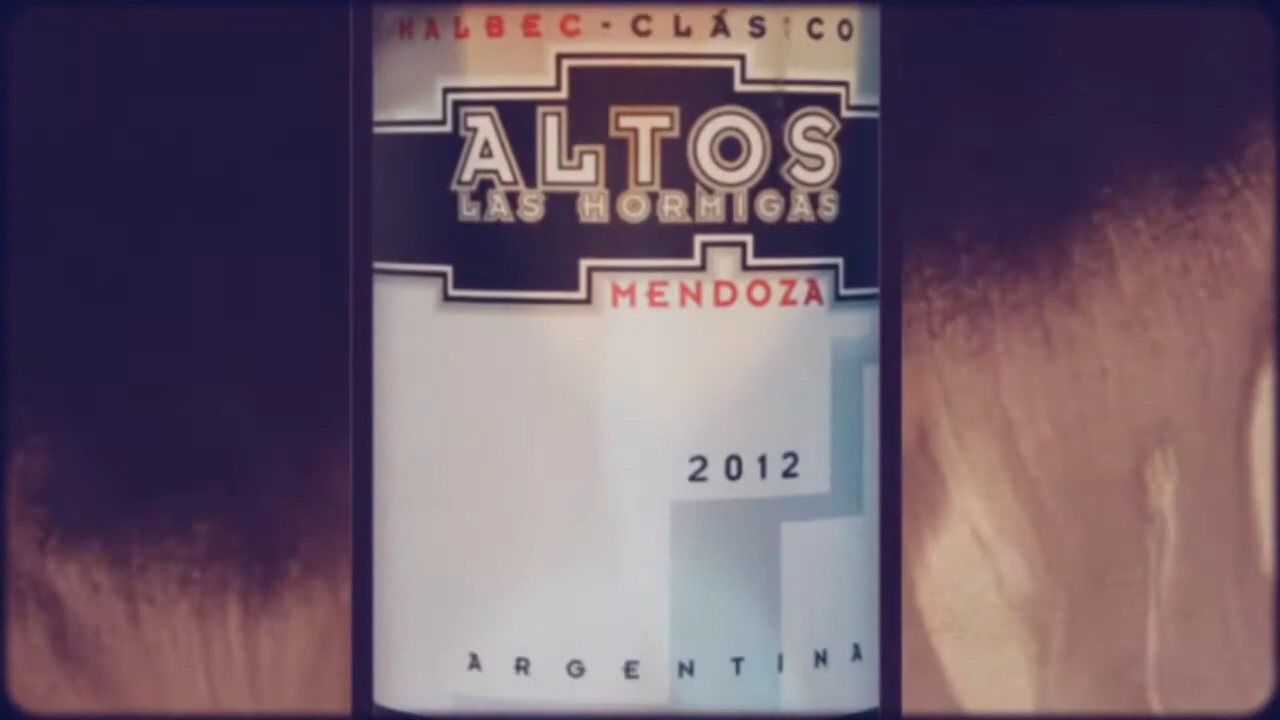 MALBEC - CLÁSICO
ALTOS
LAS HORMIGAS
MENDOZA
2012
ARGENTINA